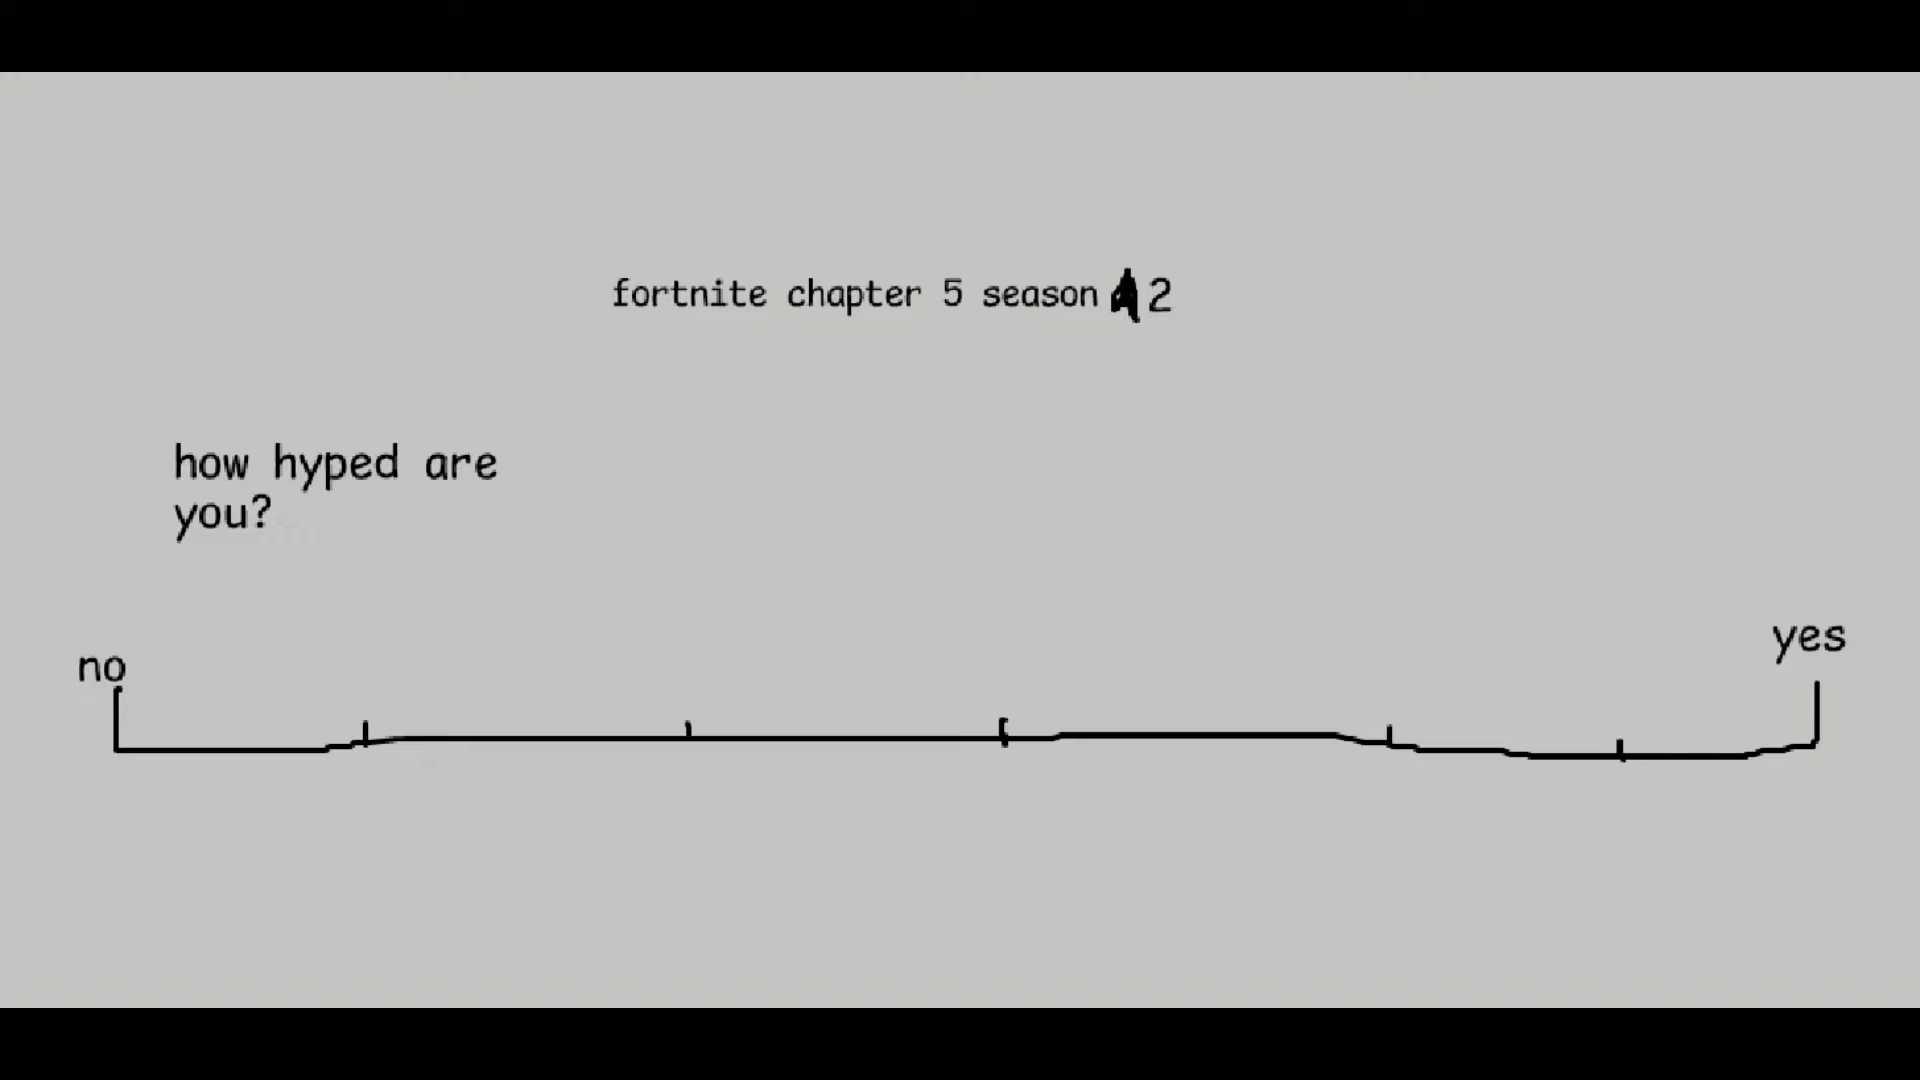 fortnite chapter 5 season 2
how hyped are
you?
no
yes